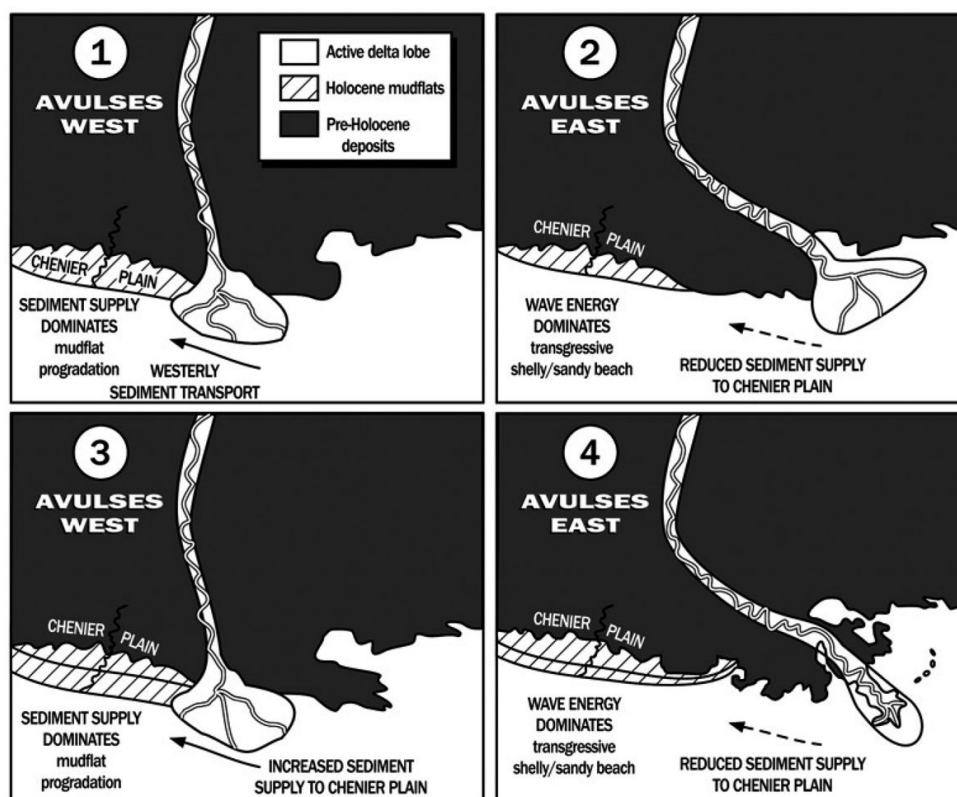 1
AVULSES
WEST
Active delta lobe
Holocene mudflats
Pre-Holocene
deposits
CHENIER
PLAIN
SEDIMENT SUPPLY
DOMINATES
mudflat
progradation
WESTERLY
SEDIMENT TRANSPORT
2
AVULSES
EAST
CHENIER
PLAIN
WAVE ENERGY
DOMINATES
transgressive
shelly/sandy beach
REDUCED SEDIMENT SUPPLY
TO CHENIER PLAIN
3
AVULSES
WEST
CHENIER
PLAIN
SEDIMENT SUPPLY
DOMINATES
mudflat
progradation
INCREASED SEDIMENT
SUPPLY TO CHENIER PLAIN
4
AVULSES
EAST
CHENIER
PLAIN
WAVE ENERGY
DOMINATES
transgressive
shelly/sandy beach
REDUCED SEDIMENT SUPPLY
TO CHENIER PLAIN